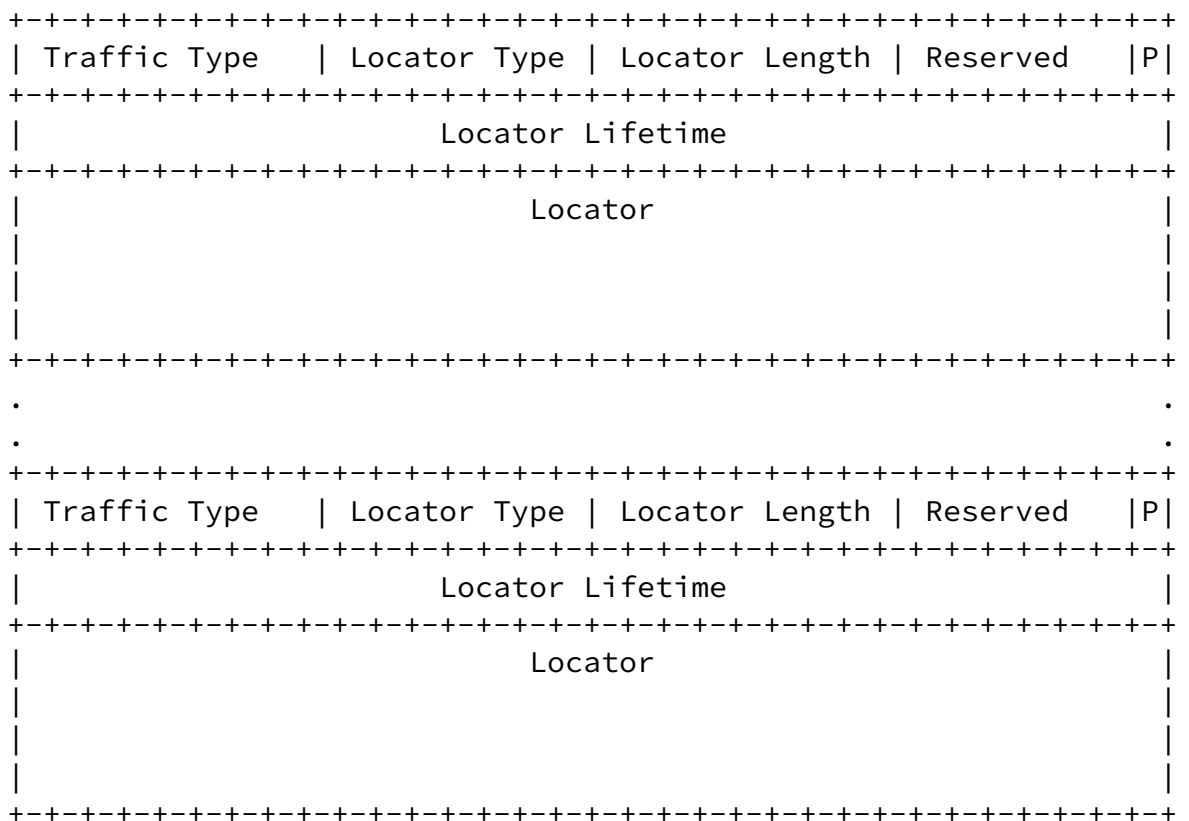 +-+-+-+-+-+-+-+-+-+-+-+-+-+-+-+-+-+-+-+-+-+-+-+-+-+-+-+-+-+-+-+-+
| Traffic Type   | Locator Type | Locator Length | Reserved   |P|
+-+-+-+-+-+-+-+-+-+-+-+-+-+-+-+-+-+-+-+-+-+-+-+-+-+-+-+-+-+-+-+-+
|                       Locator Lifetime                        |
+-+-+-+-+-+-+-+-+-+-+-+-+-+-+-+-+-+-+-+-+-+-+-+-+-+-+-+-+-+-+-+-+
|                            Locator                            |
|                                                               |
|                                                               |
|                                                               |
+-+-+-+-+-+-+-+-+-+-+-+-+-+-+-+-+-+-+-+-+-+-+-+-+-+-+-+-+-+-+-+-+
.                                                               .
.                                                               .
+-+-+-+-+-+-+-+-+-+-+-+-+-+-+-+-+-+-+-+-+-+-+-+-+-+-+-+-+-+-+-+-+
| Traffic Type   | Locator Type | Locator Length | Reserved   |P|
+-+-+-+-+-+-+-+-+-+-+-+-+-+-+-+-+-+-+-+-+-+-+-+-+-+-+-+-+-+-+-+-+
|                       Locator Lifetime                        |
+-+-+-+-+-+-+-+-+-+-+-+-+-+-+-+-+-+-+-+-+-+-+-+-+-+-+-+-+-+-+-+-+
|                            Locator                            |
|                                                               |
|                                                               |
|                                                               |
+-+-+-+-+-+-+-+-+-+-+-+-+-+-+-+-+-+-+-+-+-+-+-+-+-+-+-+-+-+-+-+-+